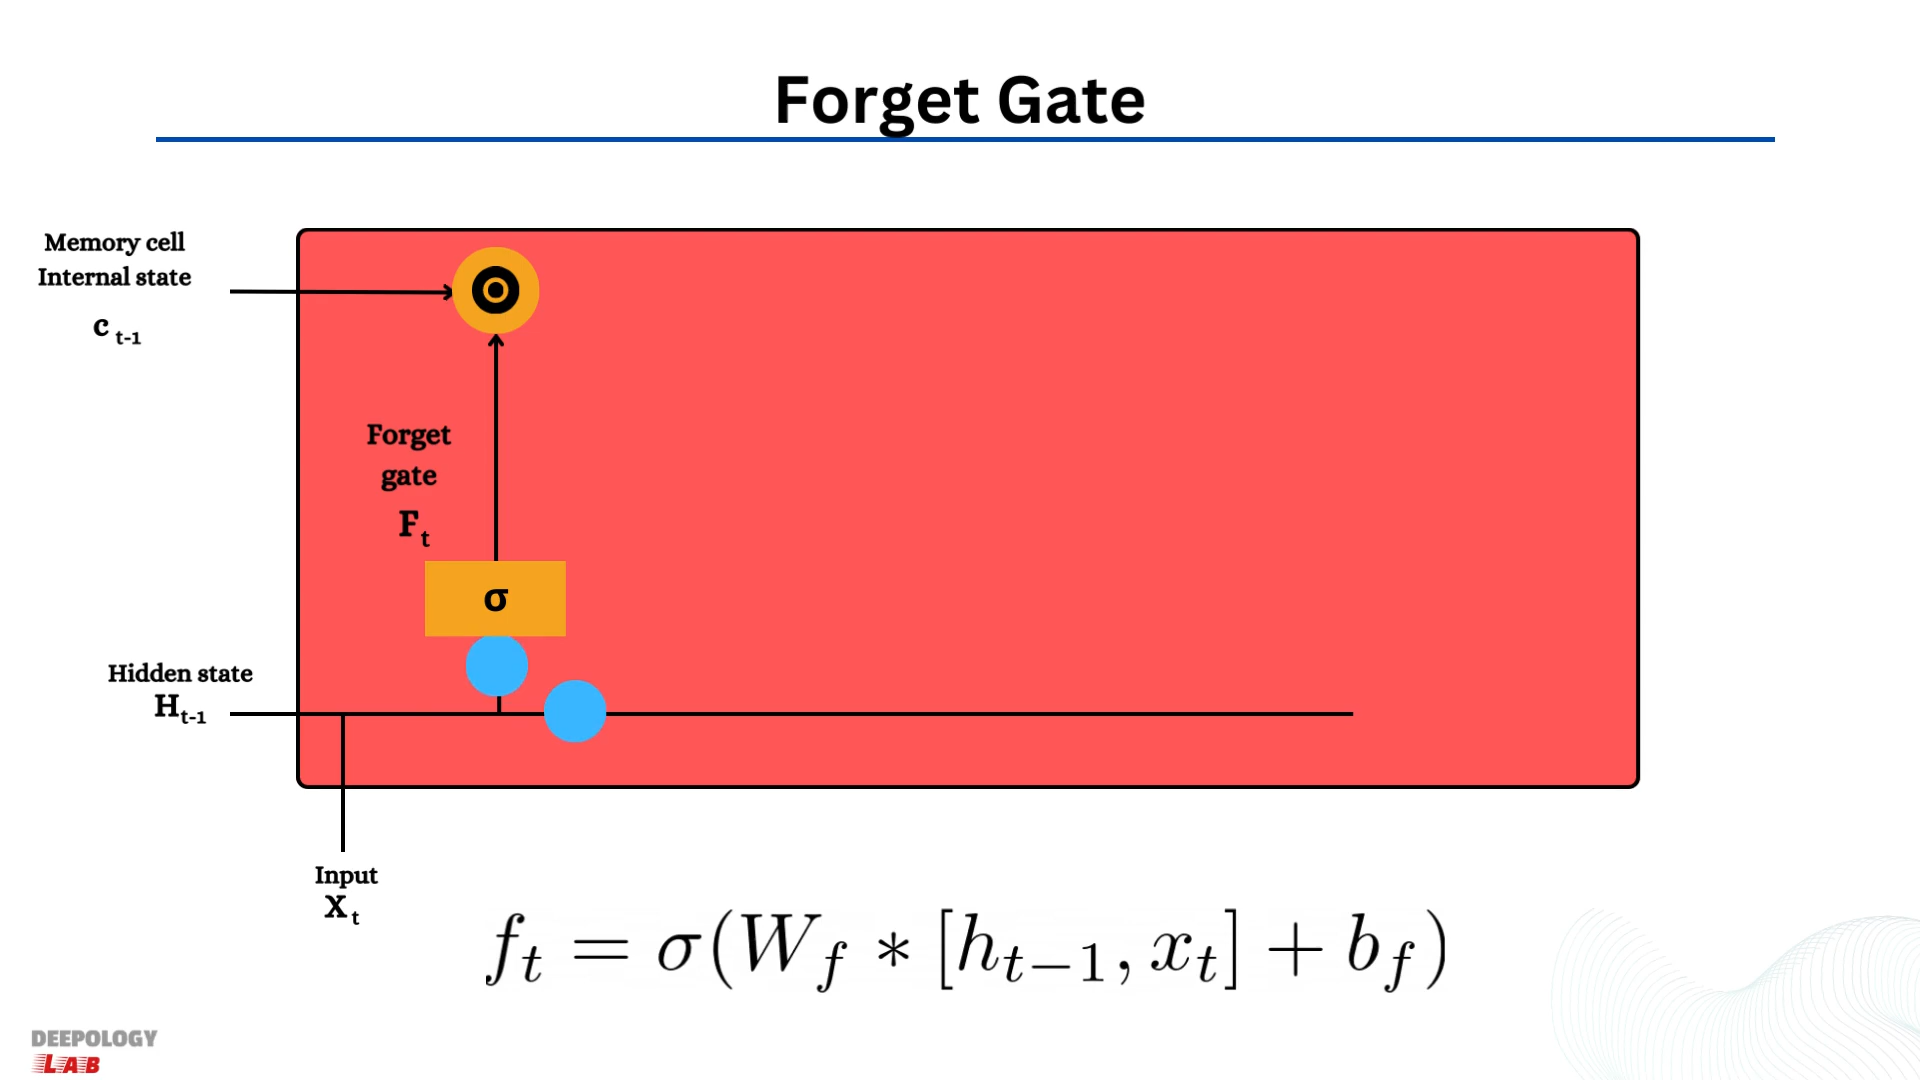 Forget Gate
Memory cell
Internal state
c t-1
Forget
gate
F t
σ
Hidden state
H t-1
Input
X t
f_t = σ(W_f * [h_{t-1}, x_t] + b_f)
DEEPOLOGY
LAB